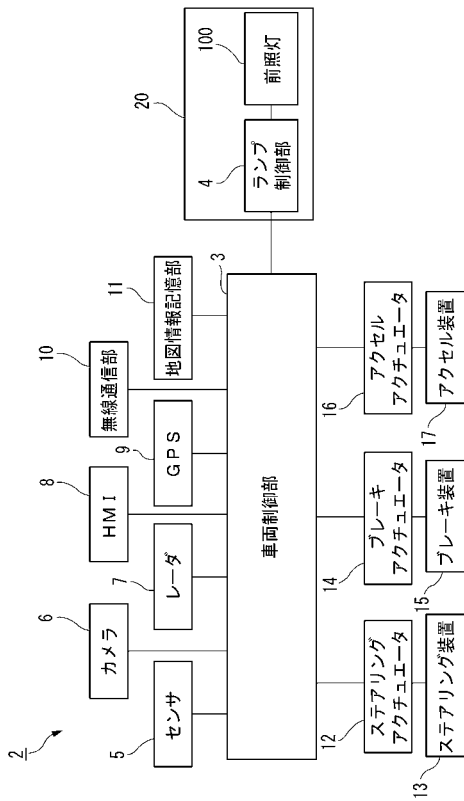 2
6
カメラ
8
HMI
10
無線通信部
5
センサ
7
レーダ
9
GPS
11
地図情報記憶部
3
車両制御部
20
4
ランプ
制御部
100
前照灯
12
ステアリング
アクチュエータ
13
ステアリング装置
14
ブレーキ
アクチュエータ
15
ブレーキ装置
16
アクセル
アクチュエータ
17
アクセル装置